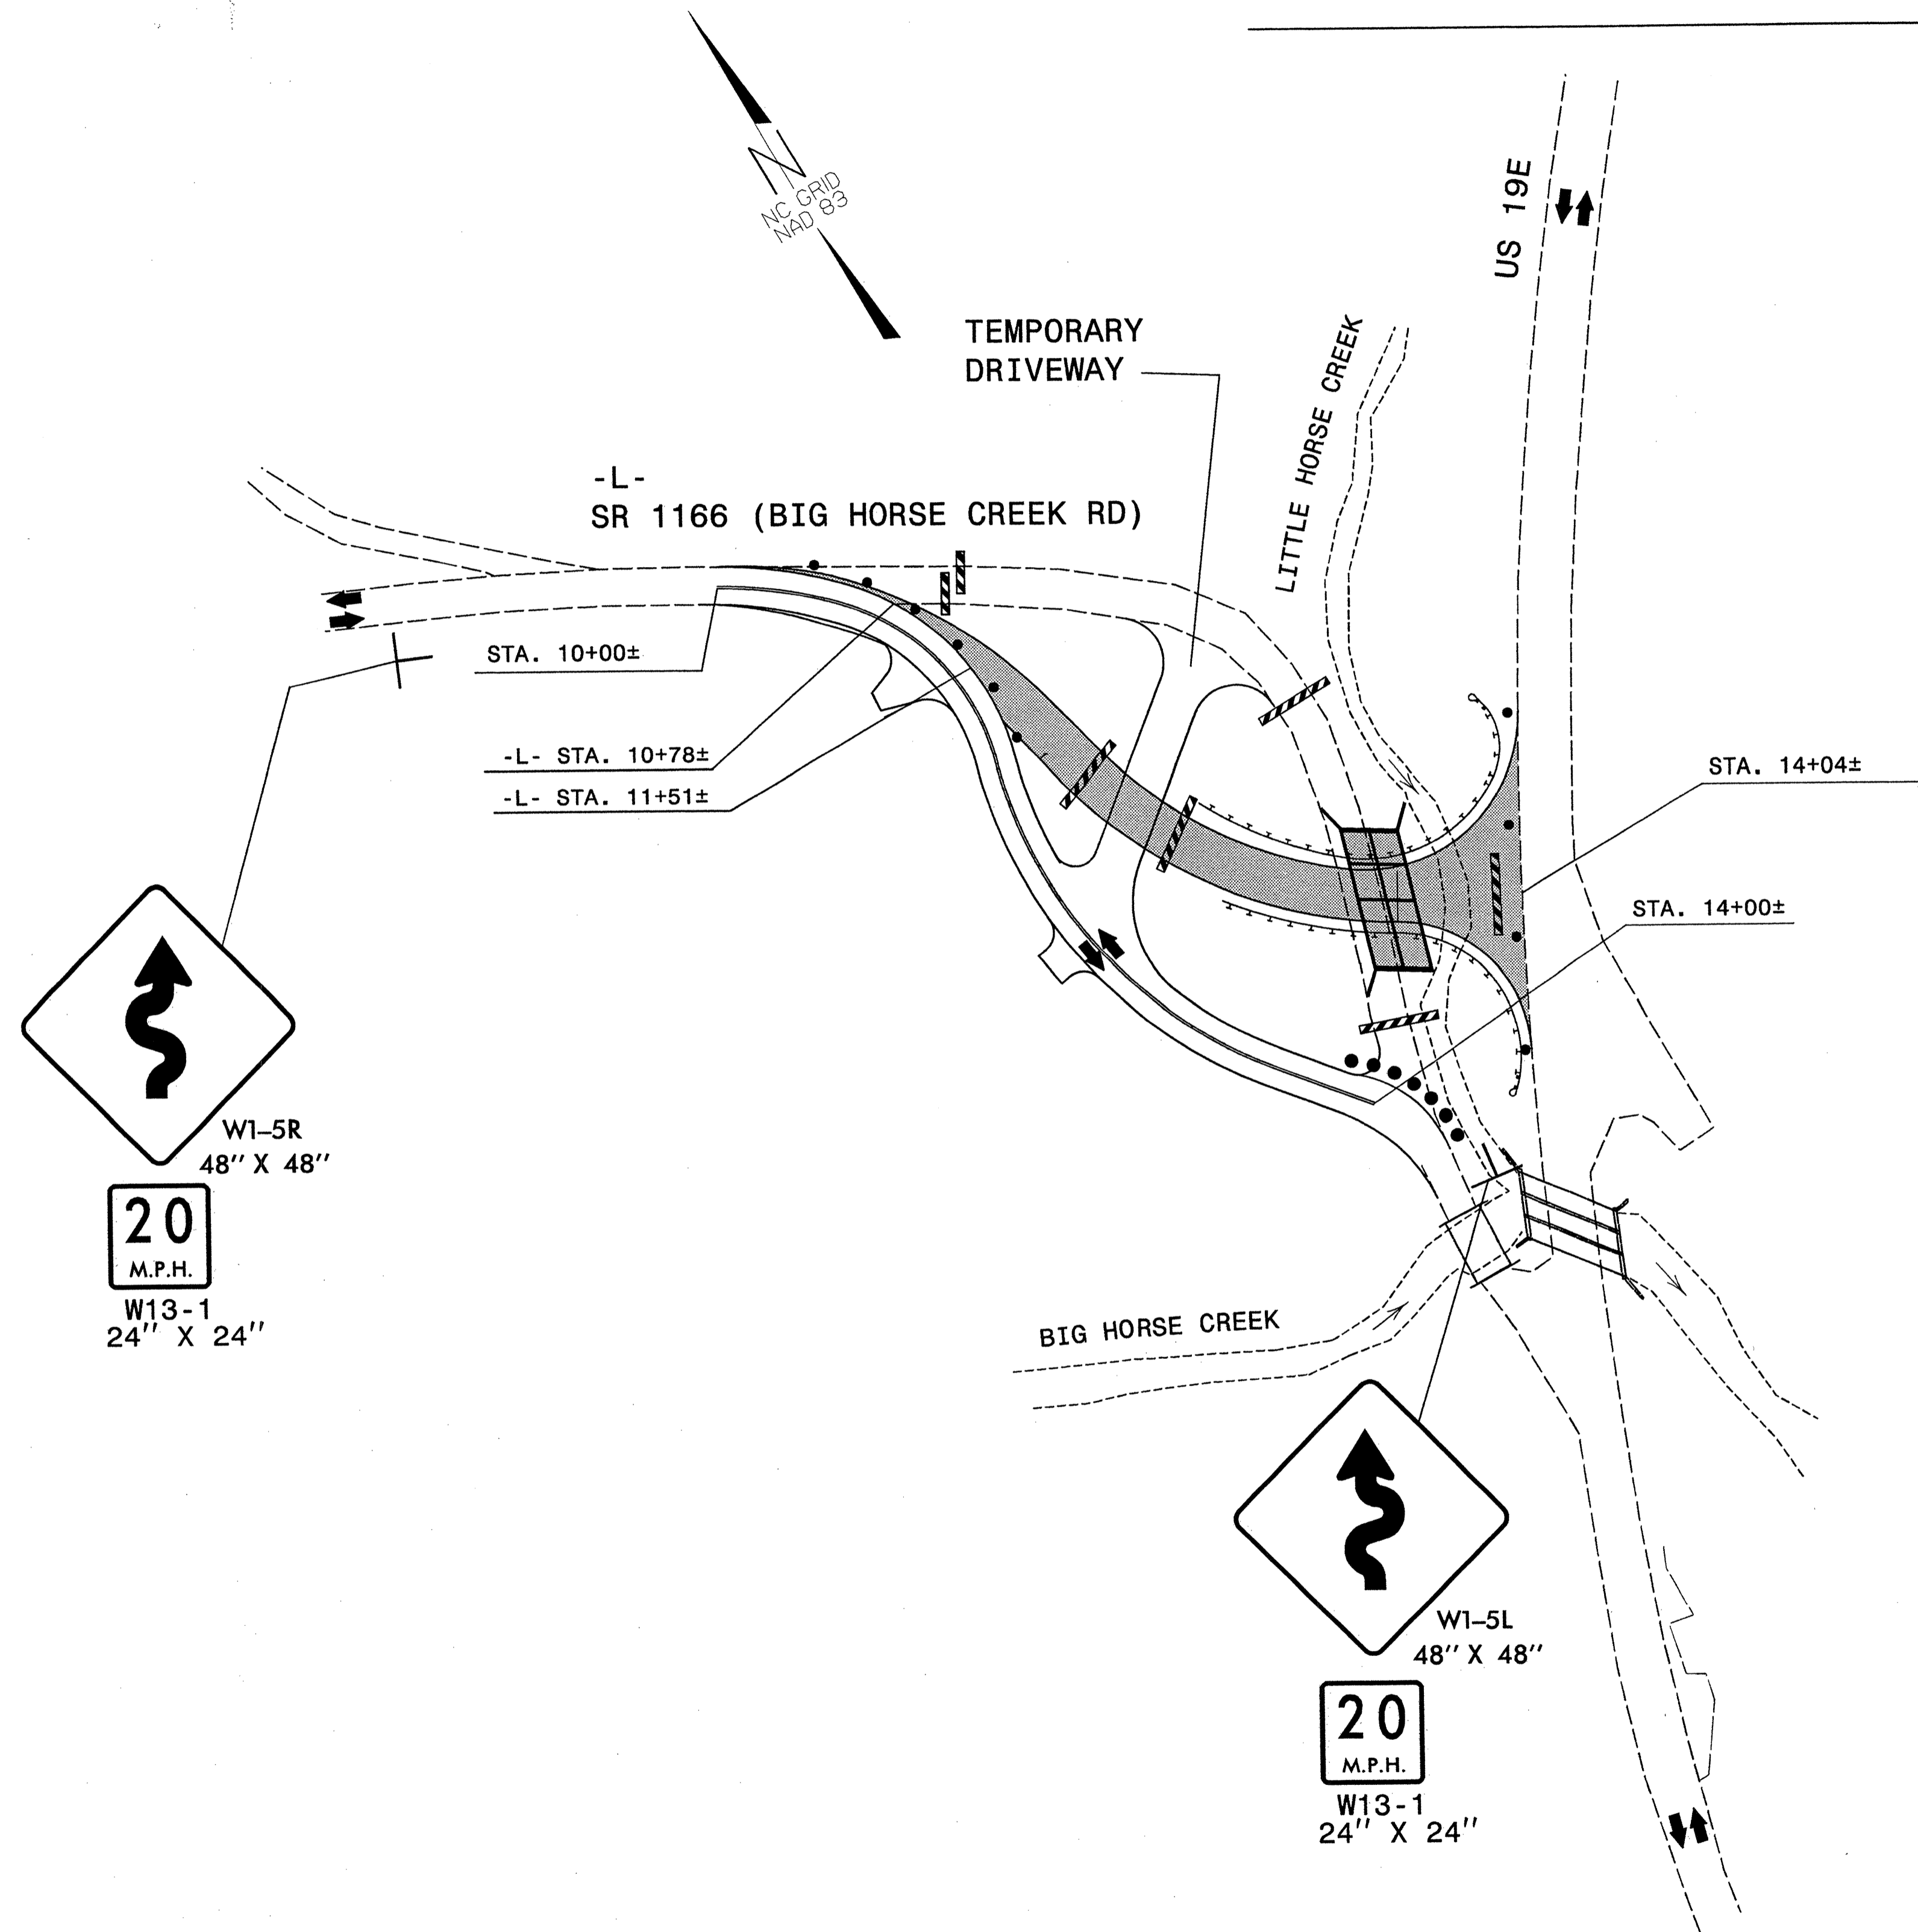 N
NC GRID
NAD 83
US 19E
TEMPORARY
DRIVEWAY
LITTLE HORSE CREEK
-L-
SR 1166 (BIG HORSE CREEK RD)
STA. 10+00±
-L- STA. 10+78±
-L- STA. 11+51±
STA. 14+04±
STA. 14+00±
W1-5R
48" X 48"
20
M.P.H.
W13-1
24" X 24"
BIG HORSE CREEK
W1-5L
48" X 48"
20
M.P.H.
W13-1
24" X 24"